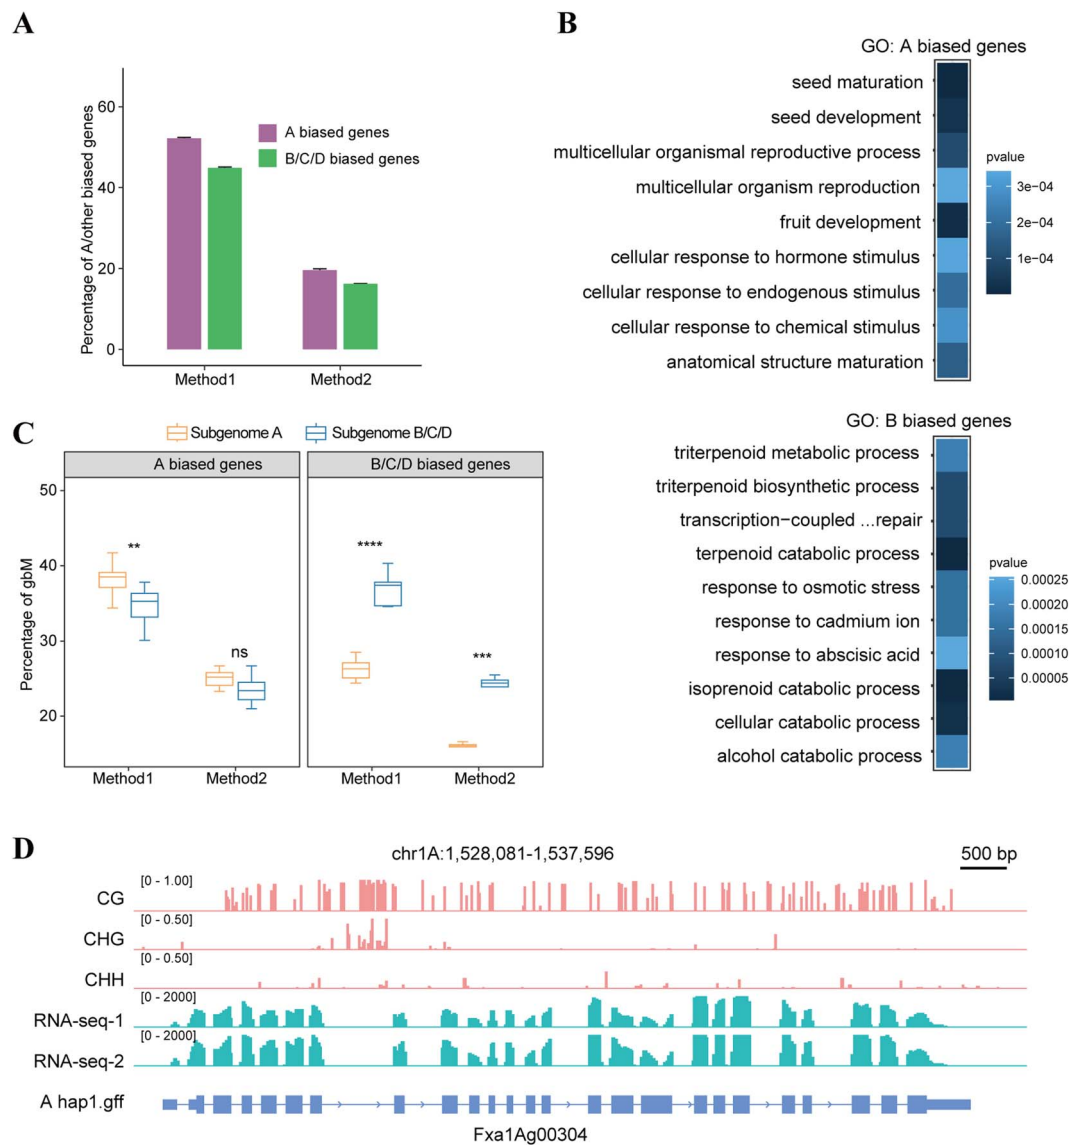 A
Percentage of A/other biased genes
60
40
20
0
A biased genes
B/C/D biased genes
Method1
Method2
B
GO: A biased genes
seed maturation
seed development
multicellular organismal reproductive process
multicellular organism reproduction
fruit development
cellular response to hormone stimulus
cellular response to endogenous stimulus
cellular response to chemical stimulus
anatomical structure maturation
pvalue
3e−04
2e−04
1e−04
GO: B biased genes
triterpenoid metabolic process
triterpenoid biosynthetic process
transcription−coupled ...repair
terpenoid catabolic process
response to osmotic stress
response to cadmium ion
response to abscisic acid
isoprenoid catabolic process
cellular catabolic process
alcohol catabolic process
pvalue
0.00025
0.00020
0.00015
0.00010
0.00005
C
Subgenome A
Subgenome B/C/D
A biased genes
B/C/D biased genes
Percentage of gbM
50
40
30
20
**
ns
****
***
Method1
Method2
Method1
Method2
D
chr1A:1,528,081-1,537,596
500 bp
CG
[0 - 1.00]
CHG
[0 - 0.50]
CHH
[0 - 0.50]
RNA-seq-1
[0 - 2000]
RNA-seq-2
[0 - 2000]
A hap1.gff
Fxa1Ag00304